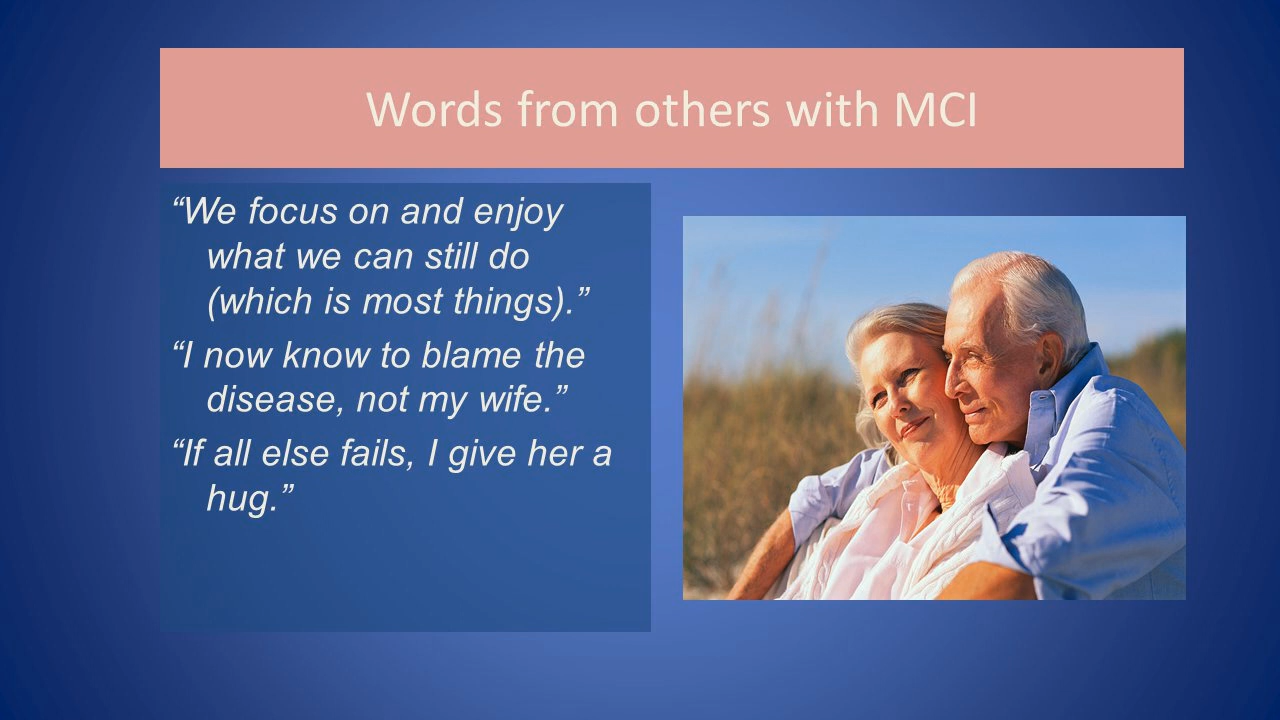 Words from others with MCI
“We focus on and enjoy
what we can still do
(which is most things).”
“I now know to blame the
disease, not my wife.”
“If all else fails, I give her a
hug.”